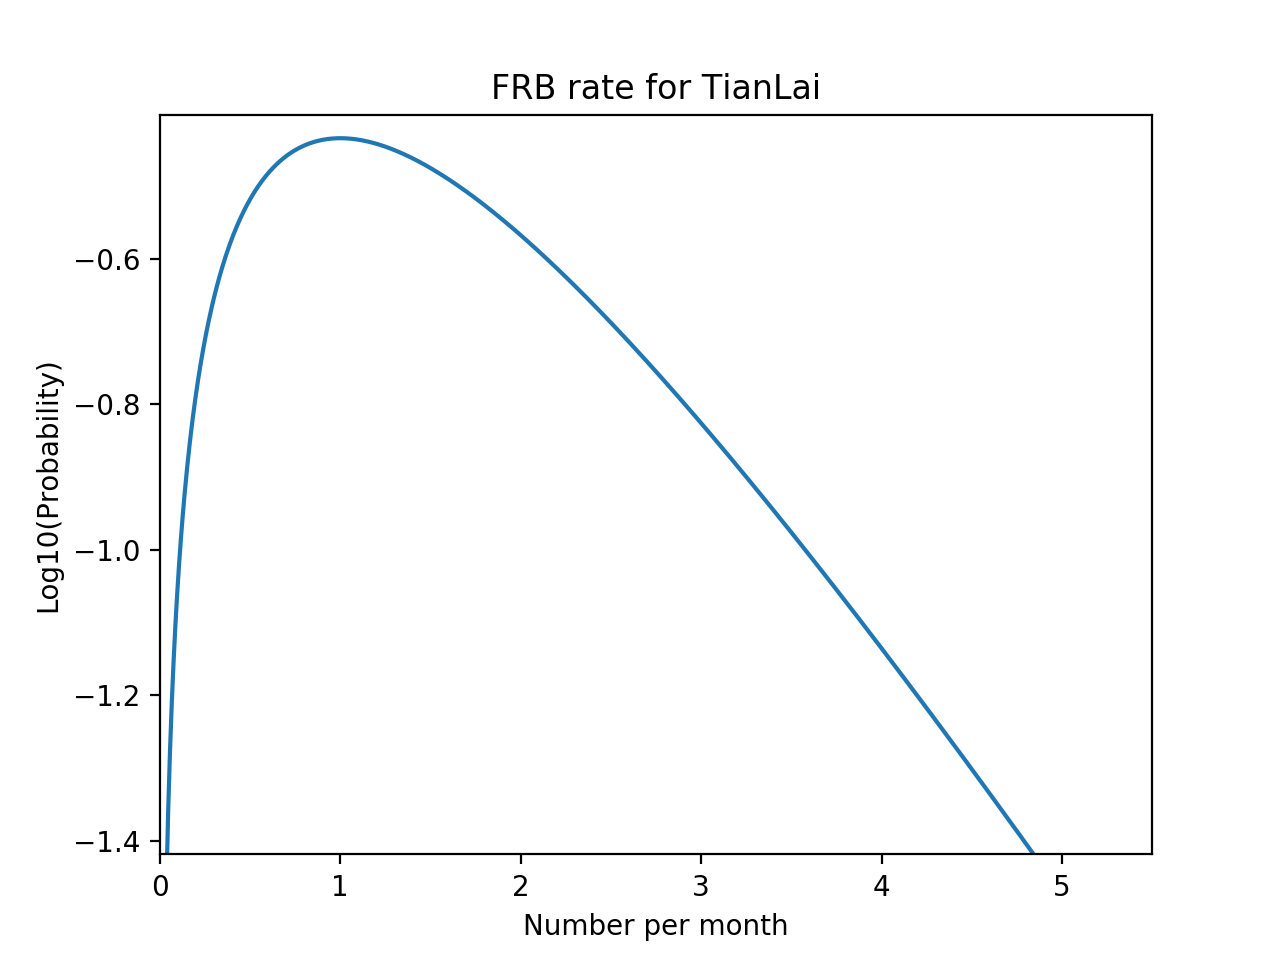 FRB rate for TianLai
Log10(Probability)
−0.6
−0.8
−1.0
−1.2
−1.4
0 1 2 3 4 5
Number per month